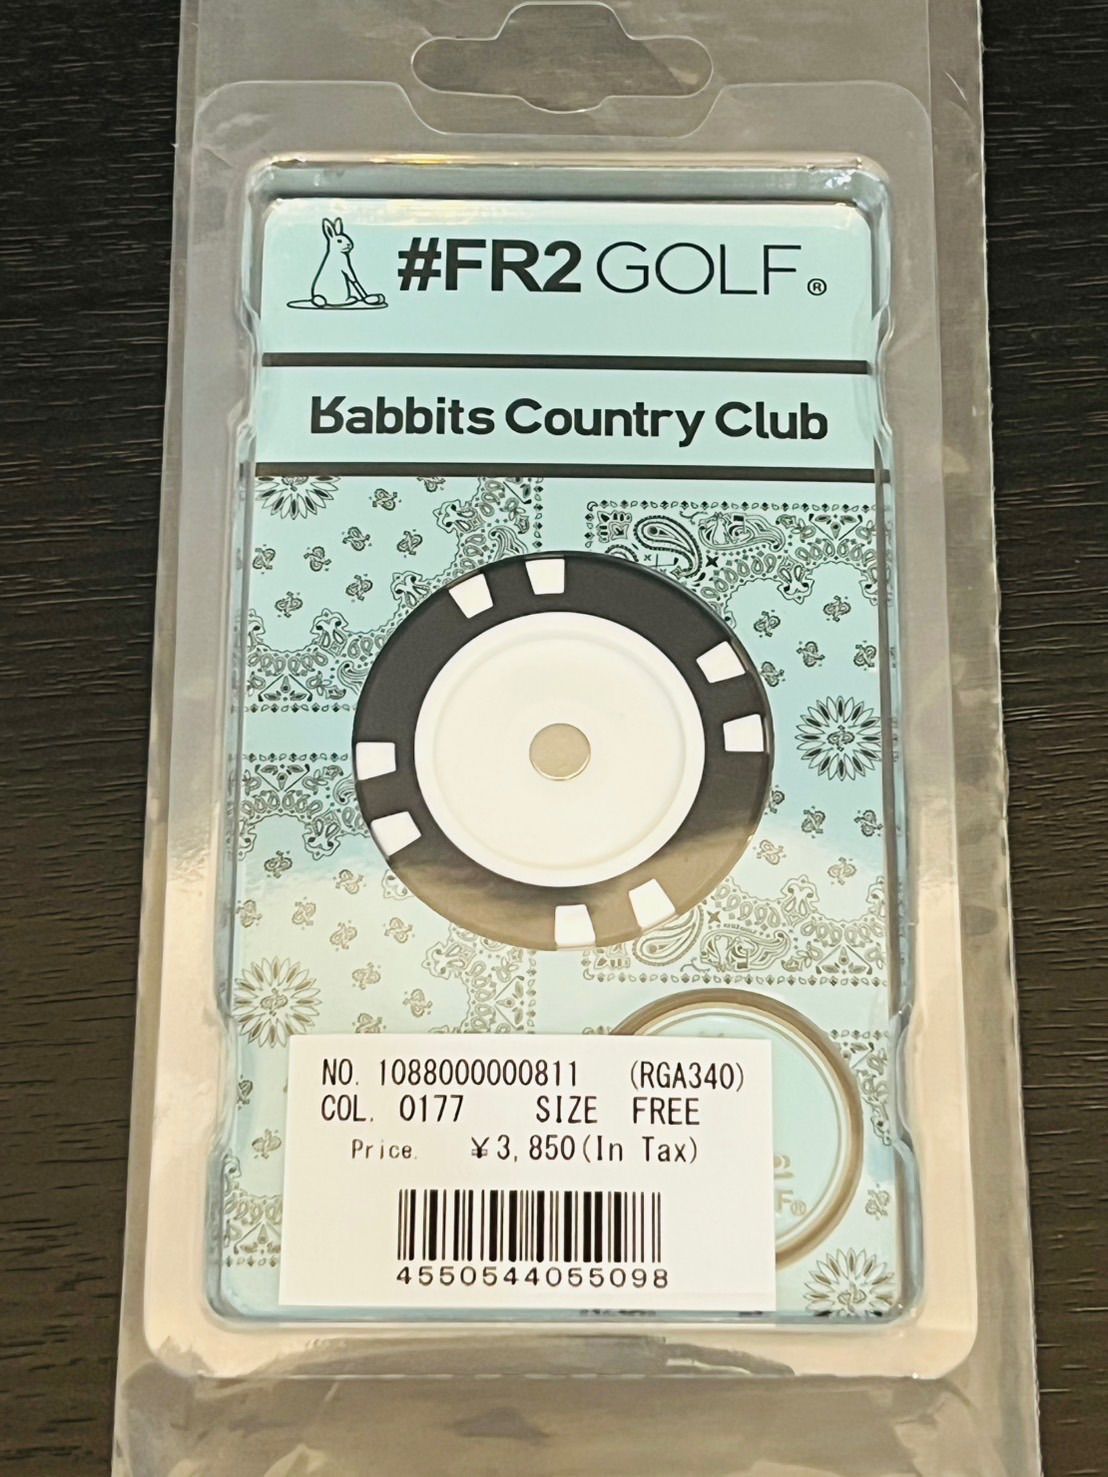 #FR2 GOLF®
Rabbits Country Club
NO. 1088000000811 (RGA340)
COL. 0177 SIZE FREE
Price. ¥3,850(In Tax)
4550544055098